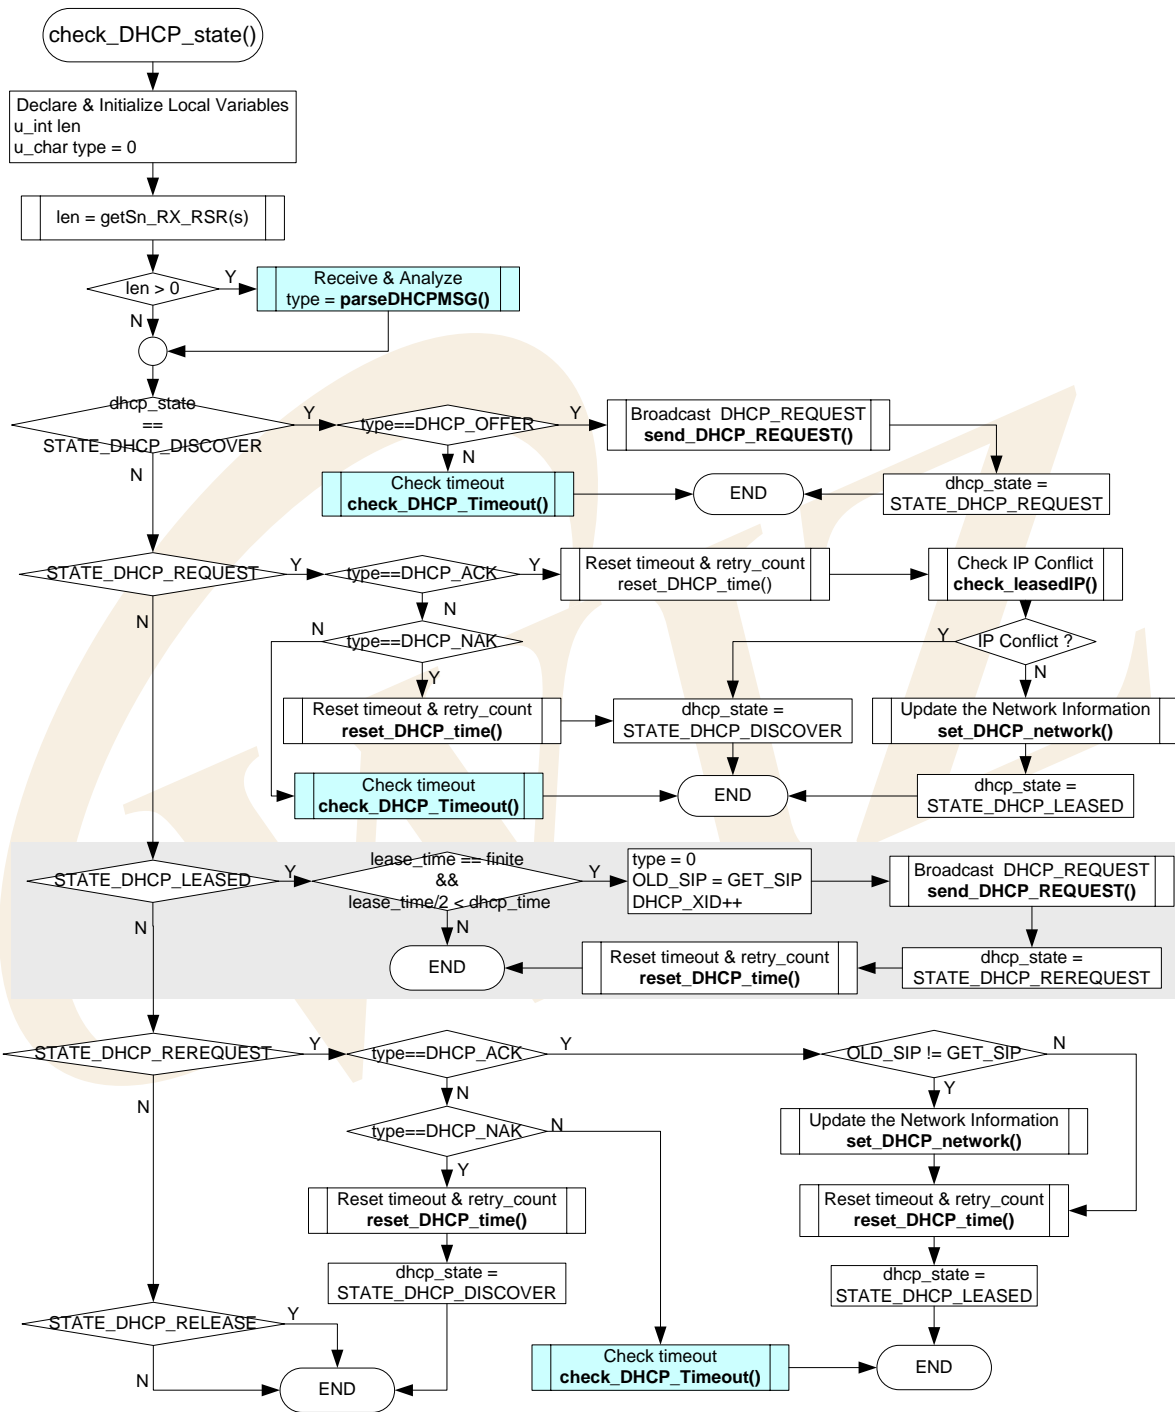 check_DHCP_state()
Declare & Initialize Local Variables
u_int len
u_char type = 0
len = getSn_RX_RSR(s)
len > 0
Y
Receive & Analyze
type = parseDHCPMSG()
N
dhcp_state
==
STATE_DHCP_DISCOVER
Y
type==DHCP_OFFER
Y
Broadcast  DHCP_REQUEST
send_DHCP_REQUEST()
N
N
Check timeout
check_DHCP_Timeout()
END
dhcp_state =
STATE_DHCP_REQUEST
STATE_DHCP_REQUEST
Y
type==DHCP_ACK
Y
Reset timeout & retry_count
reset_DHCP_time()
Check IP Conflict
check_leasedIP()
N
N
N
type==DHCP_NAK
Y
IP Conflict ?
Y
N
Reset timeout & retry_count
reset_DHCP_time()
dhcp_state =
STATE_DHCP_DISCOVER
Update the Network Information
set_DHCP_network()
Check timeout
check_DHCP_Timeout()
END
dhcp_state =
STATE_DHCP_LEASED
STATE_DHCP_LEASED
Y
lease_time == finite
&&
lease_time/2 < dhcp_time
Y
type = 0
OLD_SIP = GET_SIP
DHCP_XID++
Broadcast  DHCP_REQUEST
send_DHCP_REQUEST()
N
N
END
Reset timeout & retry_count
reset_DHCP_time()
dhcp_state =
STATE_DHCP_REREQUEST
STATE_DHCP_REREQUEST
Y
type==DHCP_ACK
Y
OLD_SIP != GET_SIP
N
N
N
Y
type==DHCP_NAK
N
Update the Network Information
set_DHCP_network()
Y
Reset timeout & retry_count
reset_DHCP_time()
Reset timeout & retry_count
reset_DHCP_time()
dhcp_state =
STATE_DHCP_DISCOVER
dhcp_state =
STATE_DHCP_LEASED
STATE_DHCP_RELEASE
Y
N
END
Check timeout
check_DHCP_Timeout()
END